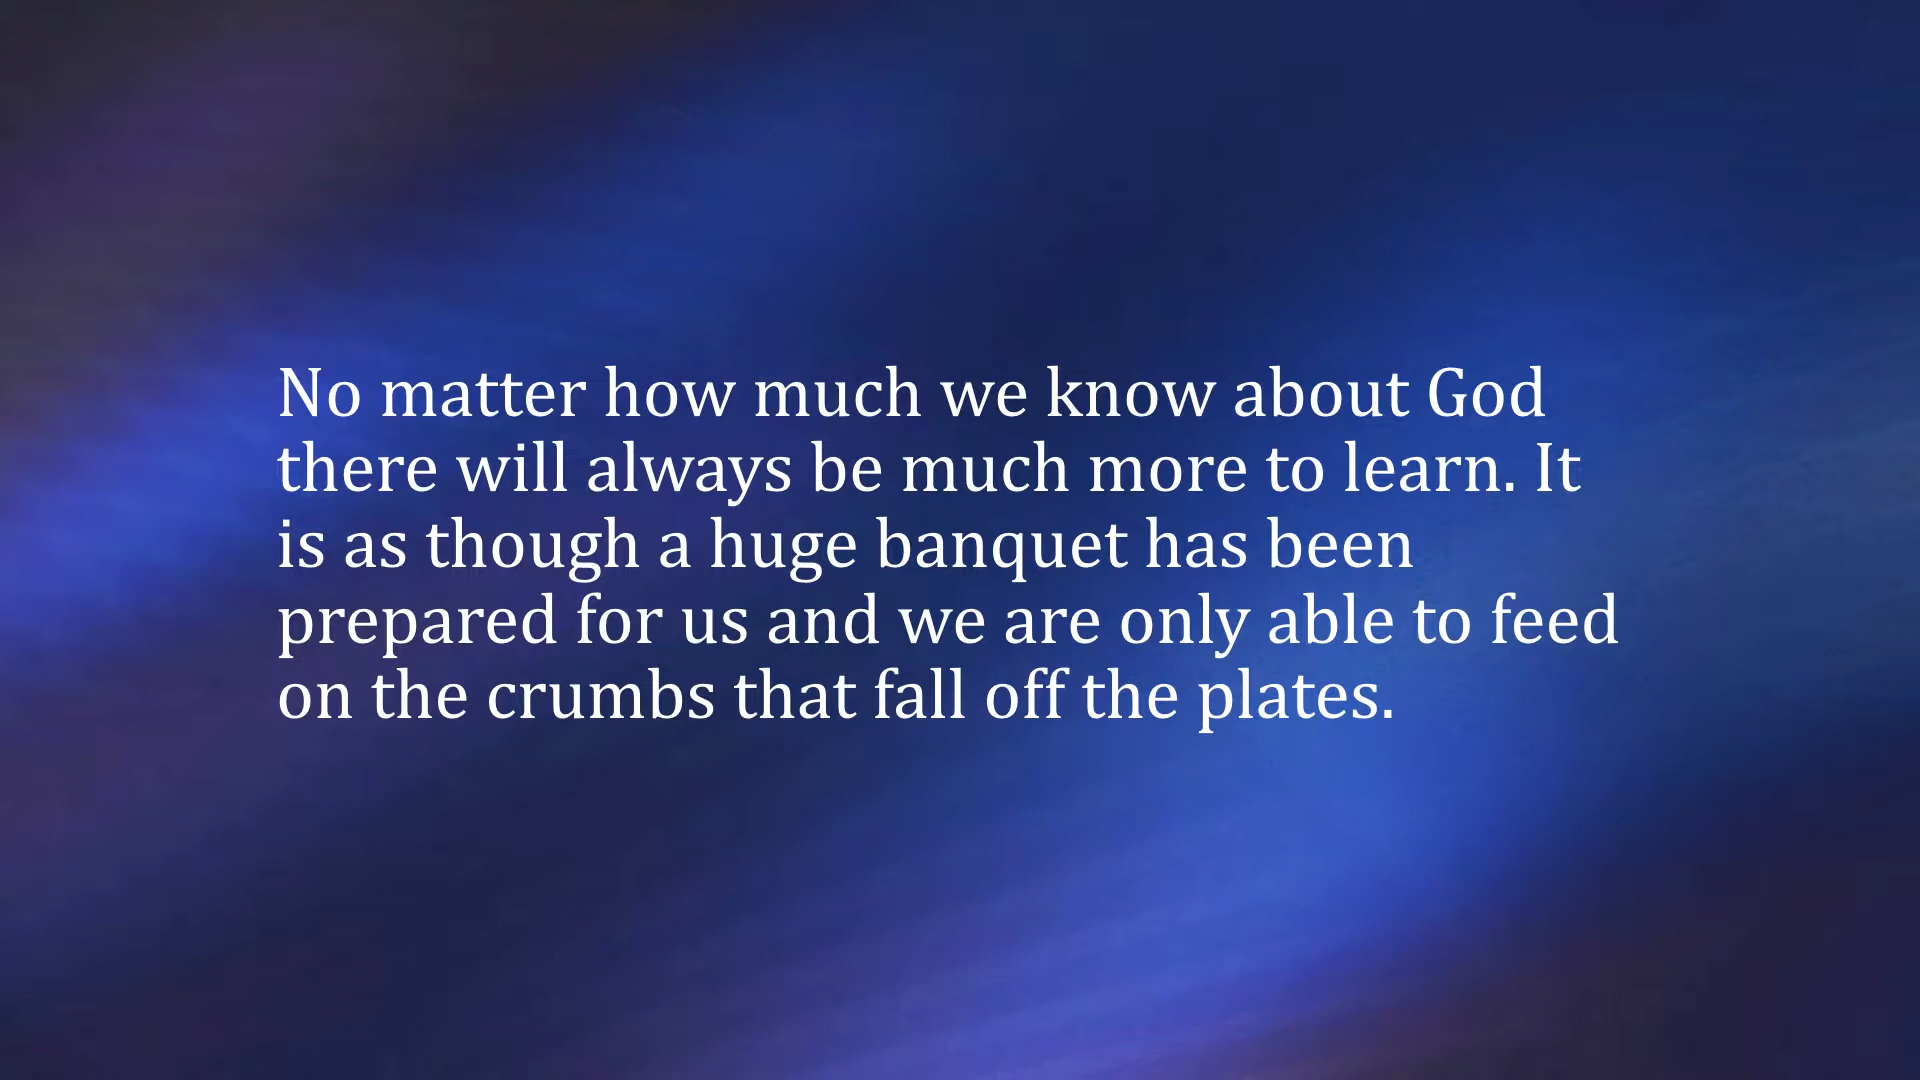 No matter how much we know about God
there will always be much more to learn. It
is as though a huge banquet has been
prepared for us and we are only able to feed
on the crumbs that fall off the plates.